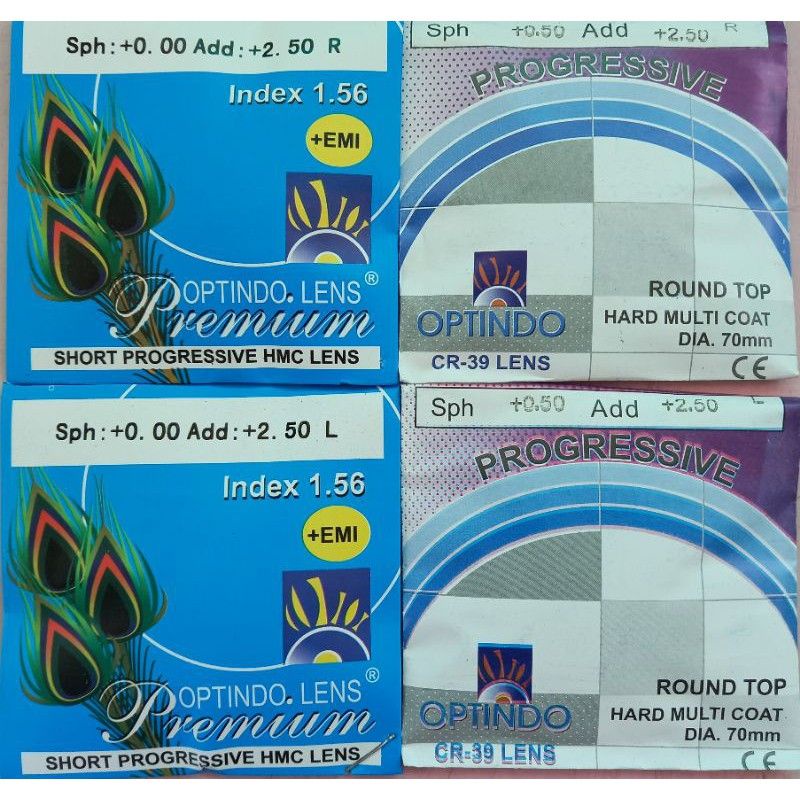 Sph:+0.00 Add:+2.50 R
Index 1.56
+EMI
OPTINDO LENS®
Premium
SHORT PROGRESSIVE HMC LENS
Sph +0.50 Add +2.50 R
PROGRESSIVE
OPTINDO
CR-39 LENS
ROUND TOP
HARD MULTI COAT
DIA. 70mm
CE
Sph:+0.00 Add:+2.50 L
Index 1.56
+EMI
OPTINDO LENS®
Premium
SHORT PROGRESSIVE HMC LENS
Sph +0.50 Add +2.50 L
PROGRESSIVE
OPTINDO
CR-39 LENS
ROUND TOP
HARD MULTI COAT
DIA. 70mm
CE